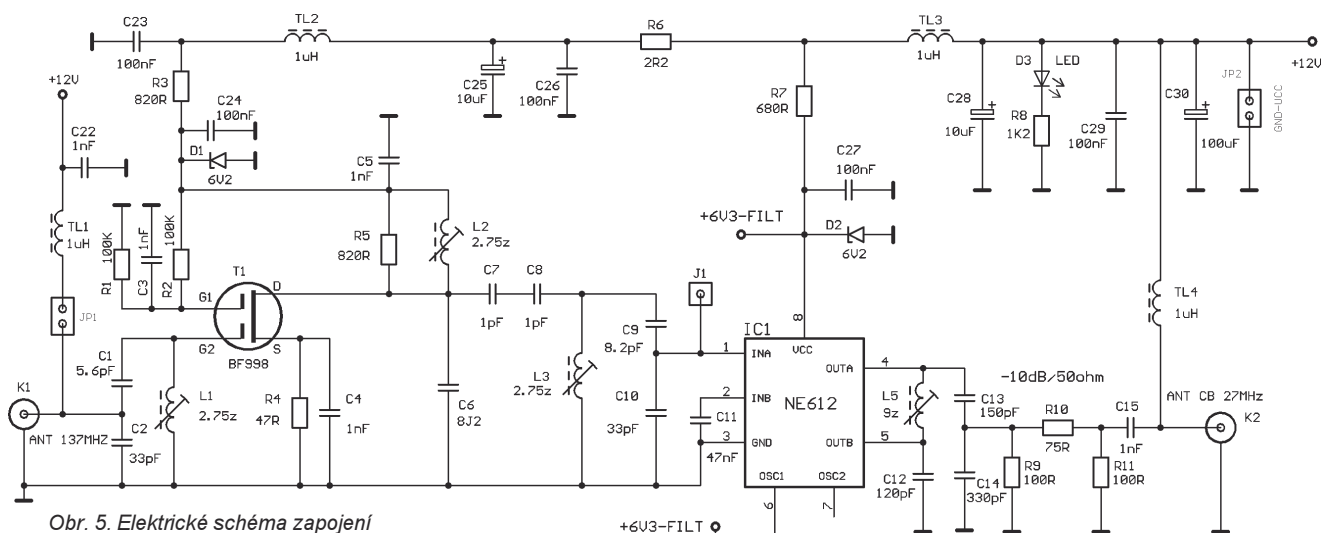 C23
100nF
TL2
1uH
R6
2R2
TL3
1uH
+12V
+12V
R3
820R
C24
100nF
D1
6V2
C22
1nF
C25
10uF
+
C26
100nF
R7
680R
D3
LED
C28
10uF
+
R8
1K2
C29
100nF
C30
100uF
+
JP2
GND-UCC
C5
1nF
C27
100nF
+6V3-FILT
D2
6V2
TL1
1uH
100K
R1
1nF
C3
100K
R2
R5
820R
L2
2.75z
C7
1pF
C8
1pF
J1
TL4
1uH
JP1
T1
G1
D
G2
S
BF998
C9
8.2pF
8
IC1
VCC
1
INA
OUTA
4
2
INB
NE612
3
GND
OUTB
5
OSC1
OSC2
6
7
K1
C1
5.6pF
L1
2.75z
R4
47R
C4
1nF
C6
8J2
L3
2.75z
C10
33pF
C11
47nF
L5
9z
-10dB/50ohm
C13
150pF
R10
75R
C15
1nF
ANT CB 27MHz
K2
ANT 137MHZ
C2
33pF
C12
120pF
C14
330pF
R9
100R
R11
100R
Obr. 5. Elektrické schéma zapojení
+6V3-FILT